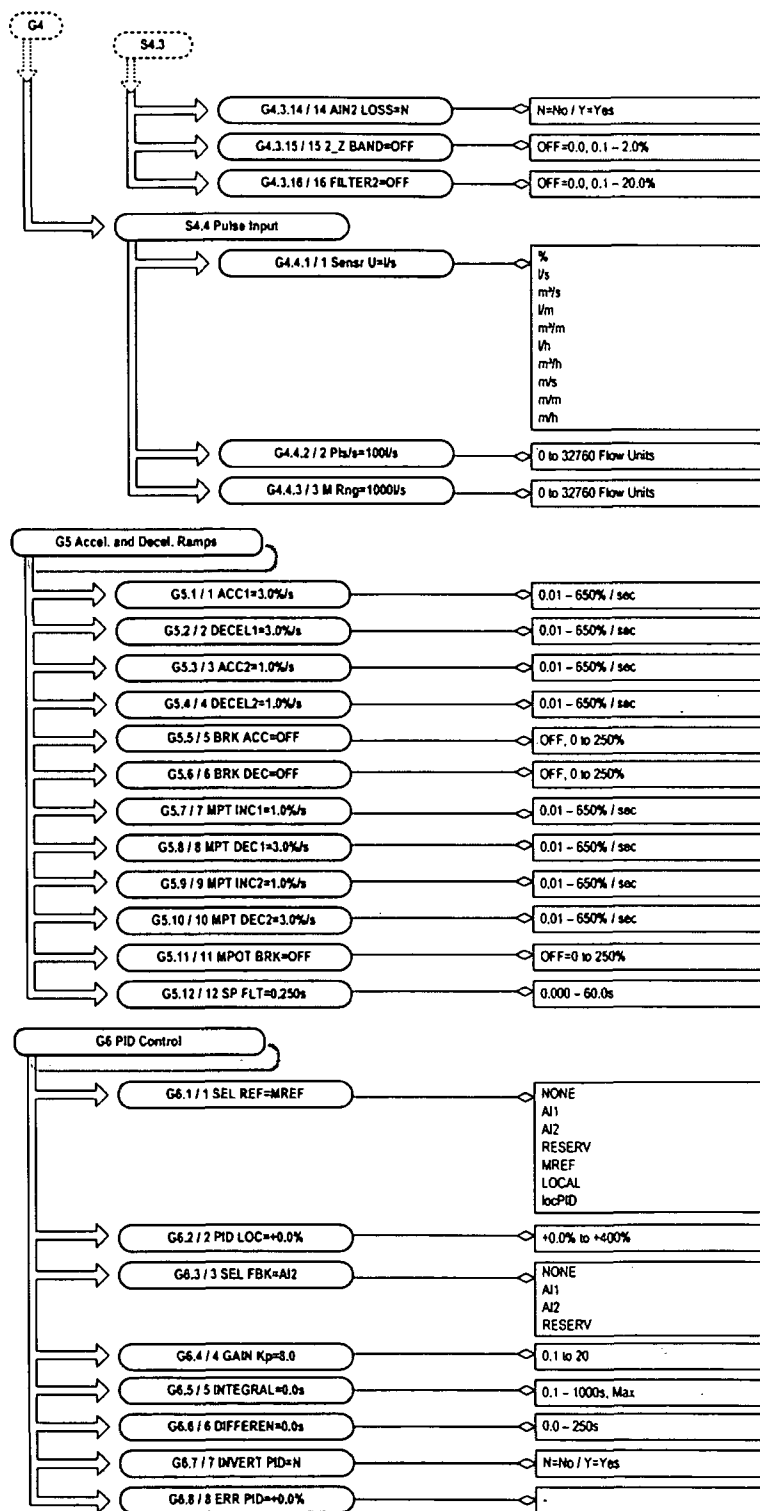 G4
S4.3
G4.3.14 / 14 AIN2 LOSS=N
N=No / Y=Yes
G4.3.15 / 15 2_Z BAND=OFF
OFF=0.0, 0.1 – 2.0%
G4.3.16 / 16 FILTER2=OFF
OFF=0.0, 0.1 – 20.0%
S4.4 Pulse Input
G4.4.1 / 1 Sensr U=l/s
%
l/s
m³/s
l/m
m³/m
l/h
m³/h
m/s
m/m
m/h
G4.4.2 / 2 Pls/s=100l/s
0 to 32760 Flow Units
G4.4.3 / 3 M Rng=1000l/s
0 to 32760 Flow Units
G5 Accel. and Decel. Ramps
G5.1 / 1 ACC1=3.0%/s
0.01 – 650% / sec
G5.2 / 2 DECEL1=3.0%/s
0.01 – 650% / sec
G5.3 / 3 ACC2=1.0%/s
0.01 – 650% / sec
G5.4 / 4 DECEL2=1.0%/s
0.01 – 650% / sec
G5.5 / 5 BRK ACC=OFF
OFF, 0 to 250%
G5.6 / 6 BRK DEC=OFF
OFF, 0 to 250%
G5.7 / 7 MPT INC1=1.0%/s
0.01 – 650% / sec
G5.8 / 8 MPT DEC1=3.0%/s
0.01 – 650% / sec
G5.9 / 9 MPT INC2=1.0%/s
0.01 – 650% / sec
G5.10 / 10 MPT DEC2=3.0%/s
0.01 – 650% / sec
G5.11 / 11 MPOT BRK=OFF
OFF=0 to 250%
G5.12 / 12 SP FLT=0,250s
0.000 – 60.0s
G6 PID Control
G6.1 / 1 SEL REF=MREF
NONE
AI1
AI2
RESERV
MREF
LOCAL
locPID
G6.2 / 2 PID LOC=+0.0%
+0.0% to +400%
G6.3 / 3 SEL FBK=AI2
NONE
AI1
AI2
RESERV
G6.4 / 4 GAIN Kp=8.0
0.1 to 20
G6.5 / 5 INTEGRAL=0.0s
0.1 – 1000s, Max
G6.6 / 6 DIFFEREN=0.0s
0.0 – 250s
G6.7 / 7 INVERT PID=N
N=No / Y=Yes
G6.8 / 8 ERR PID=+0.0%
-